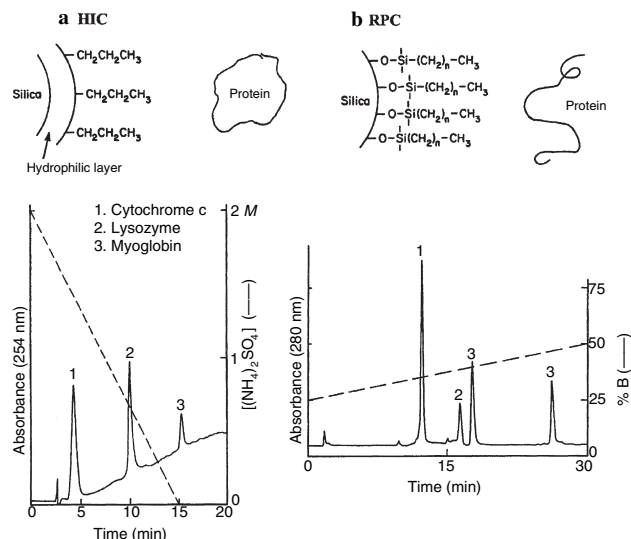 a HIC
CH2CH2CH3
Silica
CH2CH2CH3
Protein
CH2CH2CH3
Hydrophilic layer
1. Cytochrome c
2. Lysozyme
3. Myoglobin
Absorbance (254 nm)
1
2
3
0
5
10
15
20
Time (min)
2 M
1
0
[(NH4)2SO4] (——)
b RPC
O—Si—(CH2)n—CH3
O—Si—(CH2)n—CH3
Silica
O—Si(CH2)n—CH3
O—Si(CH2)n—CH3
Protein
Absorbance (280 nm)
1
2
3
3
0
15
30
Time (min)
75
50
25
0
% B (——)